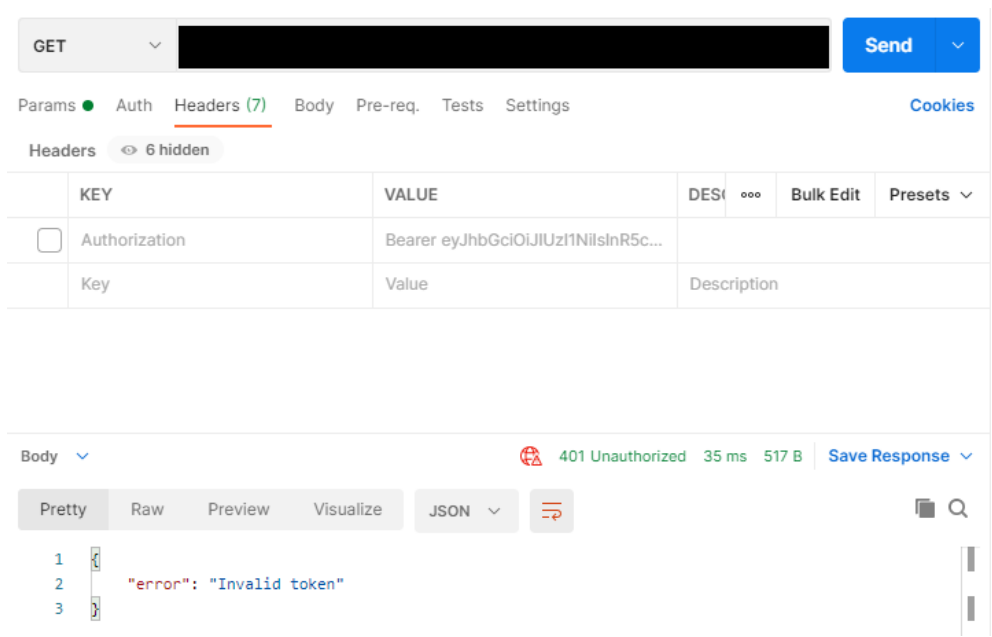 GET Send
Params Auth Headers (7) Body Pre-req. Tests Settings Cookies
Headers 6 hidden
KEY VALUE DESC ooo Bulk Edit Presets
Authorization Bearer eyJhbGciOiJIUzI1NiIsInR5c...
Key Value Description
Body 401 Unauthorized 35 ms 517 B Save Response
Pretty Raw Preview Visualize JSON
1 {
2 "error": "Invalid token"
3 }